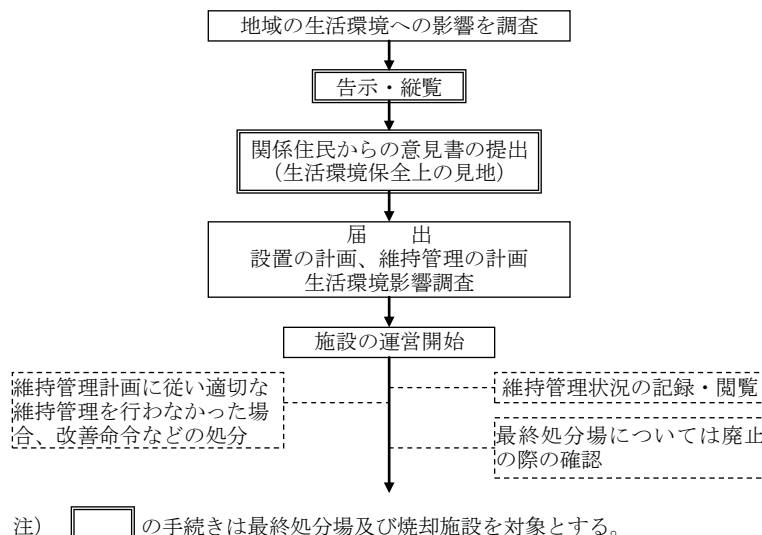 地域の生活環境への影響を調査
告示・縦覧
関係住民からの意見書の提出
（生活環境保全上の見地）
届　　出
設置の計画、維持管理の計画
生活環境影響調査
施設の運営開始
維持管理計画に従い適切な
維持管理を行わなかった場
合、改善命令などの処分
維持管理状況の記録・閲覧
最終処分場については廃止
の際の確認
注）　　の手続きは最終処分場及び焼却施設を対象とする。